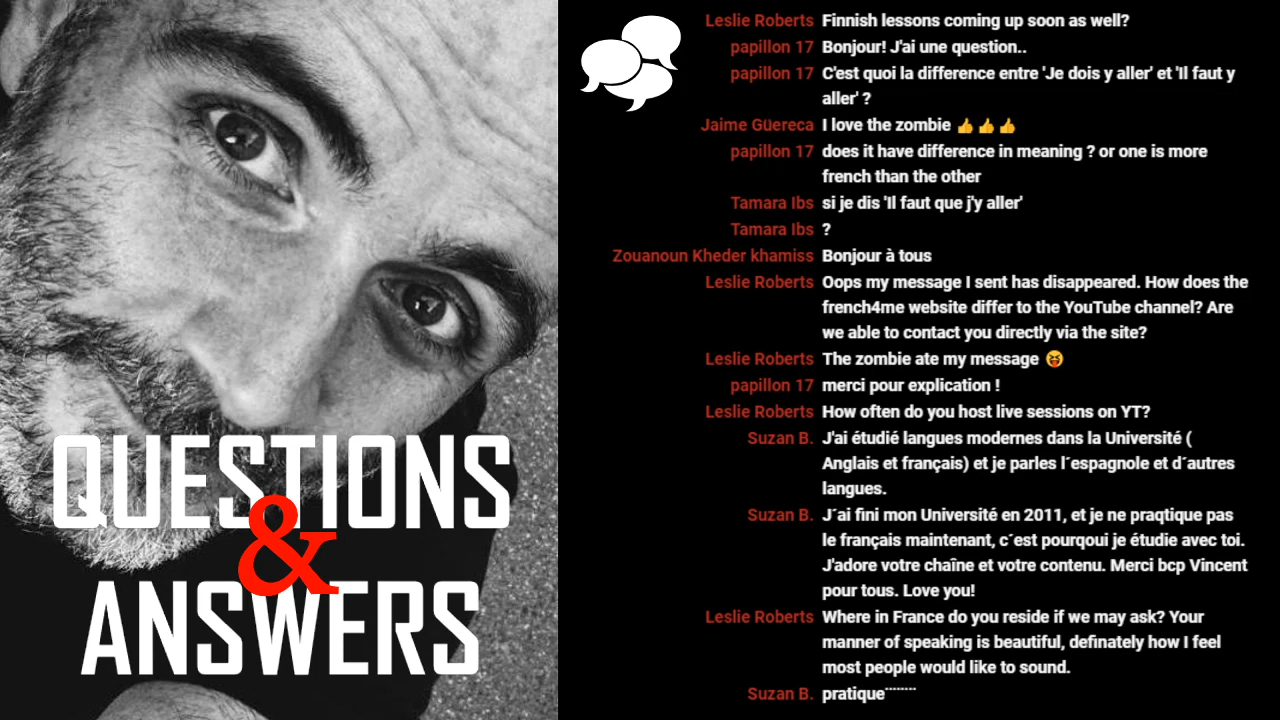 QUESTIONS
&
ANSWERS
Leslie Roberts Finnish lessons coming up soon as well?
papillon 17 Bonjour! J'ai une question..
papillon 17 C'est quoi la difference entre 'Je dois y aller' et 'Il faut y
aller' ?
Jaime Güereca I love the zombie 👍👍👍
papillon 17 does it have difference in meaning ? or one is more
french than the other
Tamara Ibs si je dis 'Il faut que j'y aller'
Tamara Ibs ?
Zouanoun Kheder khamiss Bonjour à tous
Leslie Roberts Oops my message I sent has disappeared. How does the
french4me website differ to the YouTube channel? Are
we able to contact you directly via the site?
Leslie Roberts The zombie ate my message 😝
papillon 17 merci pour explication !
Leslie Roberts How often do you host live sessions on YT?
Suzan B. J'ai étudié langues modernes dans la Université (
Anglais et français) et je parles l´espagnole et d´autres
langues.
Suzan B. J´ai fini mon Université en 2011, et je ne praqtique pas
le français maintenant, c´est pourqoui je étudie avec toi.
J'adore votre chaîne et votre contenu. Merci bcp Vincent
pour tous. Love you!
Leslie Roberts Where in France do you reside if we may ask? Your
manner of speaking is beautiful, definately how I feel
most people would like to sound.
Suzan B. pratique¨¨¨¨